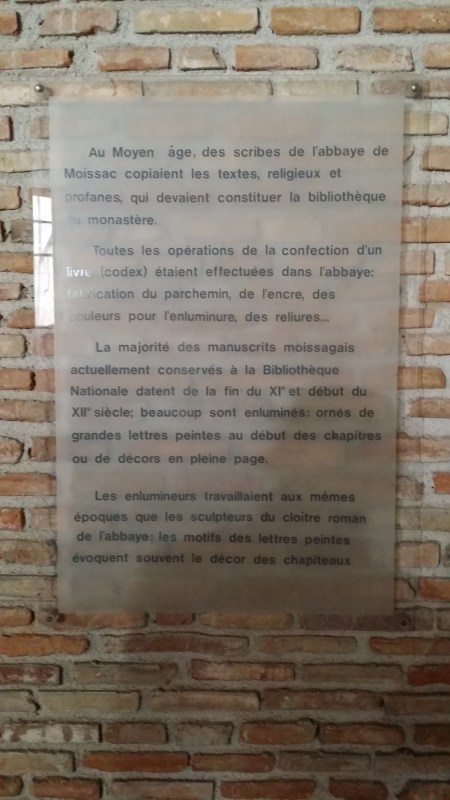 Au Moyen âge, des scribes de l'abbaye de
Moissac copiaient les textes, religieux et
profanes, qui devaient constituer la bibliothèque
du monastère.
Toutes les opérations de la confection d'un
livre (codex) étaient effectuées dans l'abbaye:
fabrication du parchemin, de l'encre, des
couleurs pour l'enluminure, des reliures...
La majorité des manuscrits moissagais
actuellement conservés à la Bibliothèque
Nationale datent de la fin du XIe et début du
XIIe siècle; beaucoup sont enluminés: ornés de
grandes lettres peintes au début des chapitres
ou de décors en pleine page.
Les enlumineurs travaillaient aux mêmes
époques que les sculpteurs du cloître roman
de l'abbaye: les motifs des lettres peintes
évoquent souvent le décor des chapiteaux